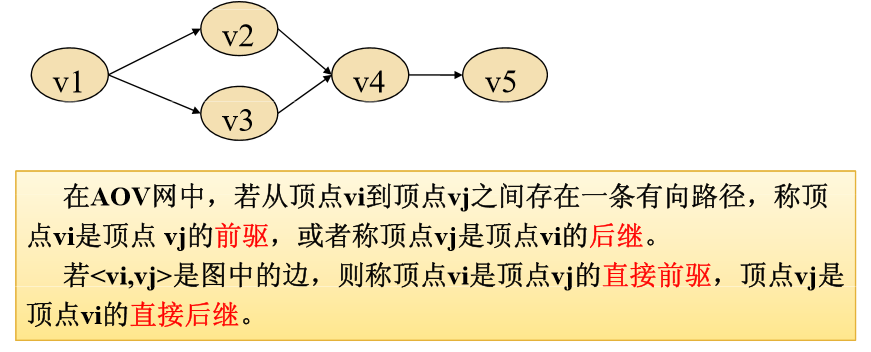 v1
v2
v3
v4
v5
在AOV网中，若从顶点vi到顶点vj之间存在一条有向路径，称顶
点vi是顶点 vj的前驱，或者称顶点vj是顶点vi的后继。
若<vi,vj>是图中的边，则称顶点vi是顶点vj的直接前驱，顶点vj是
顶点vi的直接后继。